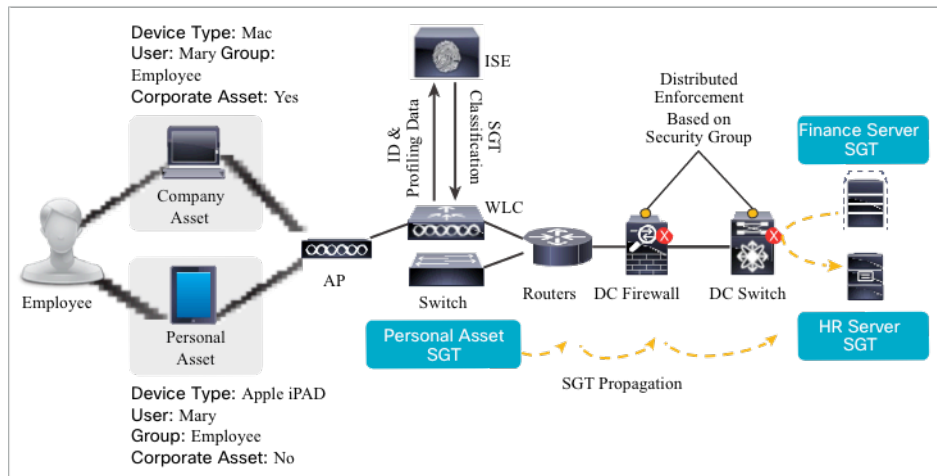 Device Type: Mac
User: Mary Group:
Employee
Corporate Asset: Yes
ISE
Distributed
Enforcement
Based on
Security Group
ID &
Profiling Data
SGT
Classification
Finance Server
SGT
Company
Asset
WLC
Employee
AP
Switch
Routers
DC Firewall
DC Switch
Personal
Asset
Personal Asset
SGT
HR Server
SGT
SGT Propagation
Device Type: Apple iPAD
User: Mary
Group: Employee
Corporate Asset: No